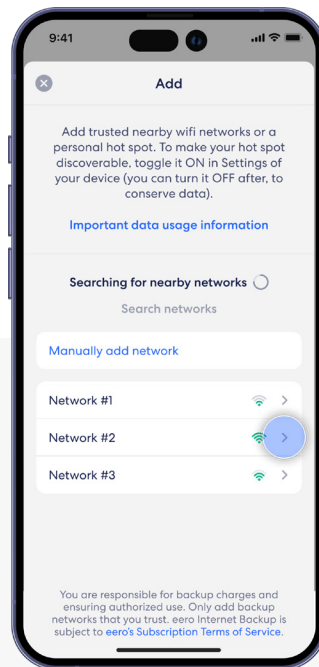 9:41
Add
Add trusted nearby wifi networks or a
personal hot spot. To make your hot spot
discoverable, toggle it ON in Settings of
your device (you can turn it OFF after, to
conserve data).
Important data usage information
Searching for nearby networks
Search networks
Manually add network
Network #1
Network #2
Network #3
You are responsible for backup charges and
ensuring authorized use. Only add backup
networks that you trust. eero Internet Backup is
subject to eero's Subscription Terms of Service.